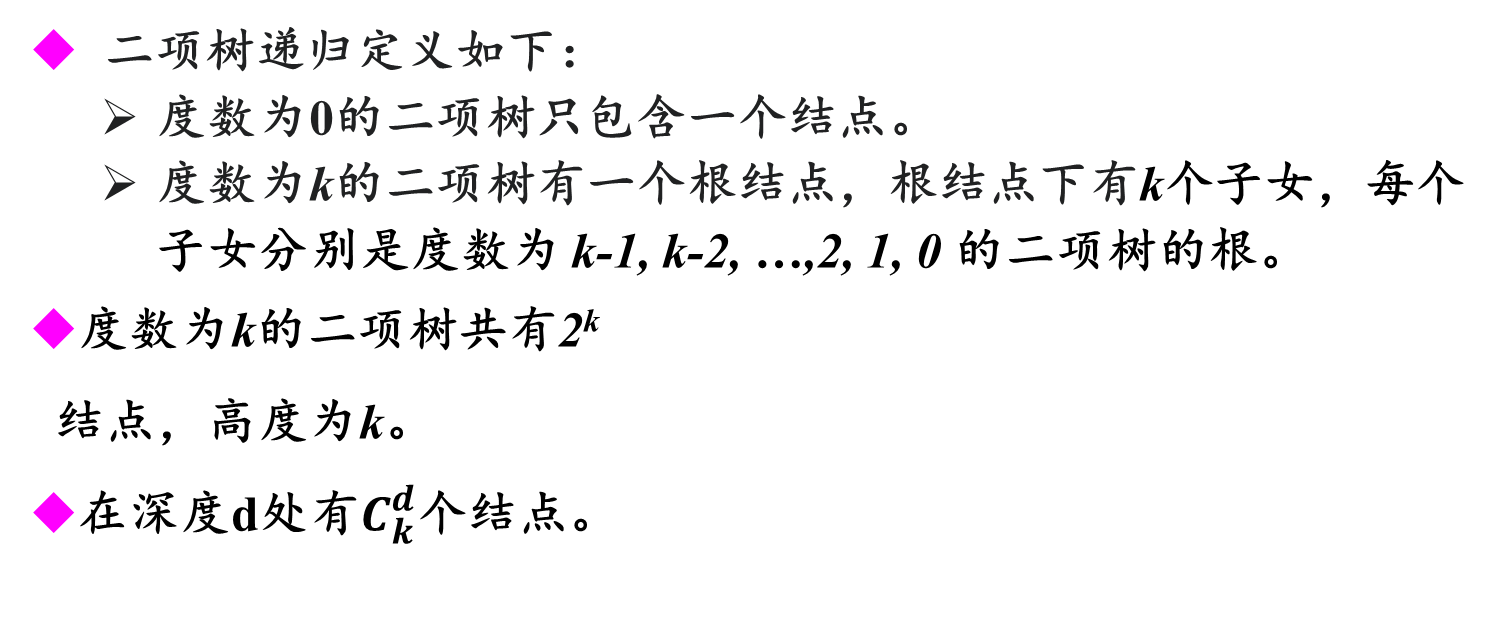 ◆ 二项树递归定义如下：
➢ 度数为0的二项树只包含一个结点。
➢ 度数为k的二项树有一个根结点，根结点下有k个子女，每个
子女分别是度数为 k-1, k-2, …,2, 1, 0 的二项树的根。
◆度数为k的二项树共有2ᵏ
结点，高度为k。
◆在深度d处有$C_k^d$个结点。